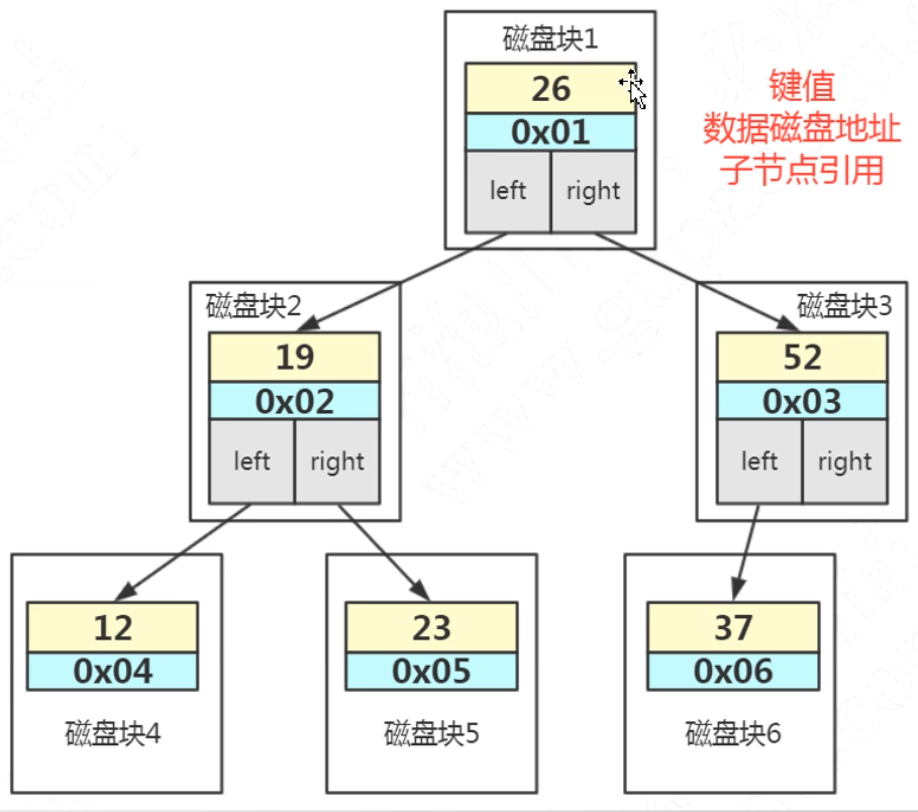 磁盘块1
26
0x01
left right
键值
数据磁盘地址
子节点引用
磁盘块2
19
0x02
left right
磁盘块3
52
0x03
left right
12
0x04
磁盘块4
23
0x05
磁盘块5
37
0x06
磁盘块6